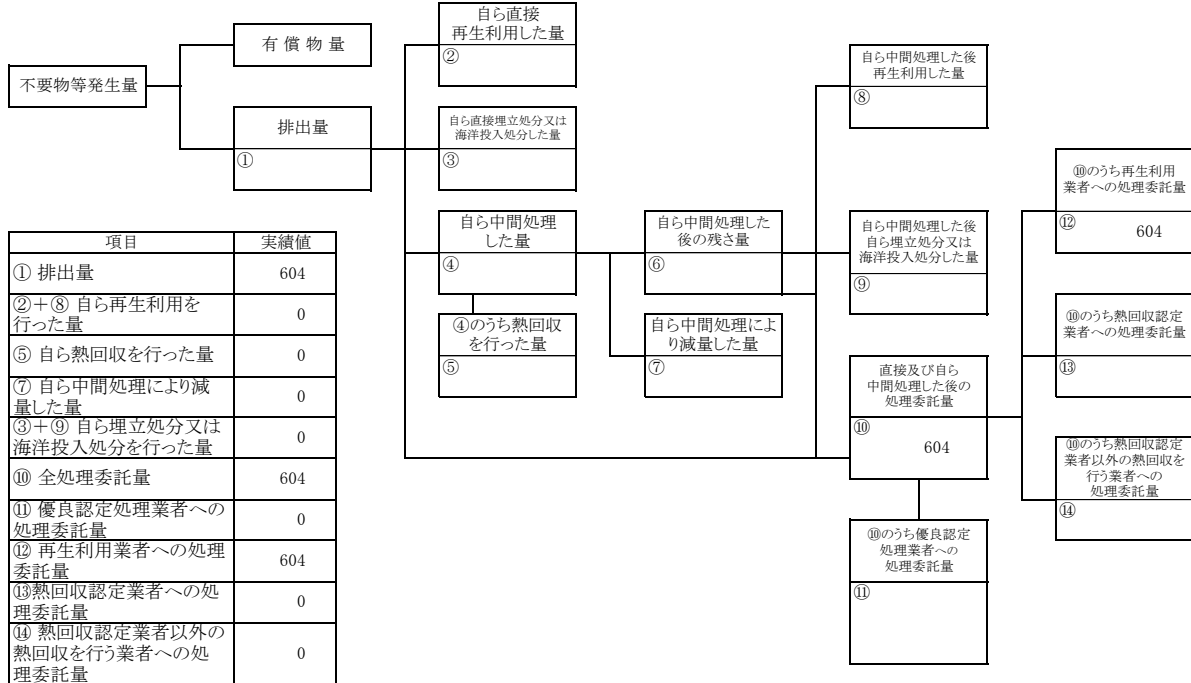 不要物等発生量
有償物量
排出量
①
自ら直接
再生利用した量
②
自ら直接埋立処分又は
海洋投入処分した量
③
自ら中間処理
した量
④
④のうち熱回収
を行った量
⑤
自ら中間処理した
後の残さ量
⑥
自ら中間処理によ
り減量した量
⑦
自ら中間処理した後
再生利用した量
⑧
自ら中間処理した後
自ら埋立処分又は
海洋投入処分した量
⑨
直接及び自ら
中間処理した後の
処理委託量
⑩
604
⑩のうち優良認定
処理業者への
処理委託量
⑪
⑩のうち再生利用
業者への処理委託量
⑫
604
⑩のうち熱回収認定
業者への処理委託量
⑬
⑩のうち熱回収認定
業者以外の熱回収を
行う業者への
処理委託量
⑭
項目 実績値
① 排出量 604
②+⑧ 自ら再生利用を
行った量 0
⑤ 自ら熱回収を行った量 0
⑦ 自ら中間処理により減
量した量 0
③+⑨ 自ら埋立処分又は
海洋投入処分を行った量 0
⑩ 全処理委託量 604
⑪ 優良認定処理業者への
処理委託量 0
⑫ 再生利用業者への処理
委託量 604
⑬熱回収認定業者への処
理委託量 0
⑭ 熱回収認定業者以外の
熱回収を行う業者への処
理委託量 0